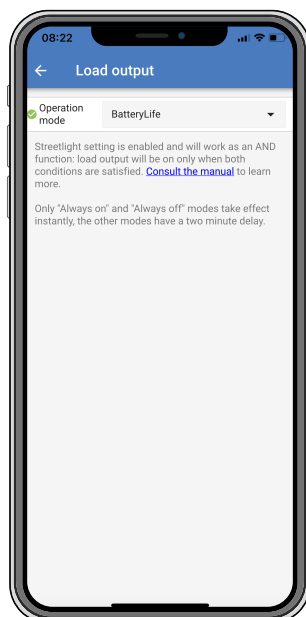 08:22
Load output
Operation
mode
BatteryLife
Streetlight setting is enabled and will work as an AND
function: load output will be on only when both
conditions are satisfied. Consult the manual to learn
more.
Only "Always on" and "Always off" modes take effect
instantly, the other modes have a two minute delay.